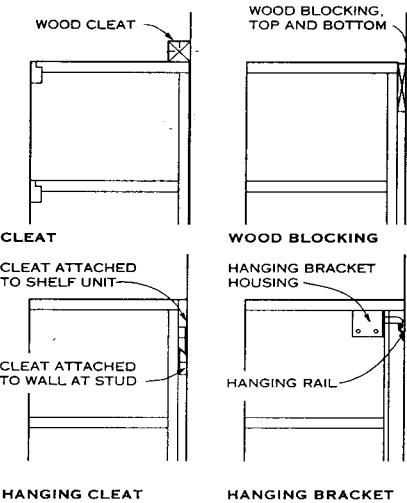 WOOD CLEAT
WOOD BLOCKING,
TOP AND BOTTOM
CLEAT
WOOD BLOCKING
CLEAT ATTACHED
TO SHELF UNIT
CLEAT ATTACHED
TO WALL AT STUD
HANGING BRACKET
HOUSING
HANGING RAIL
HANGING CLEAT
HANGING BRACKET